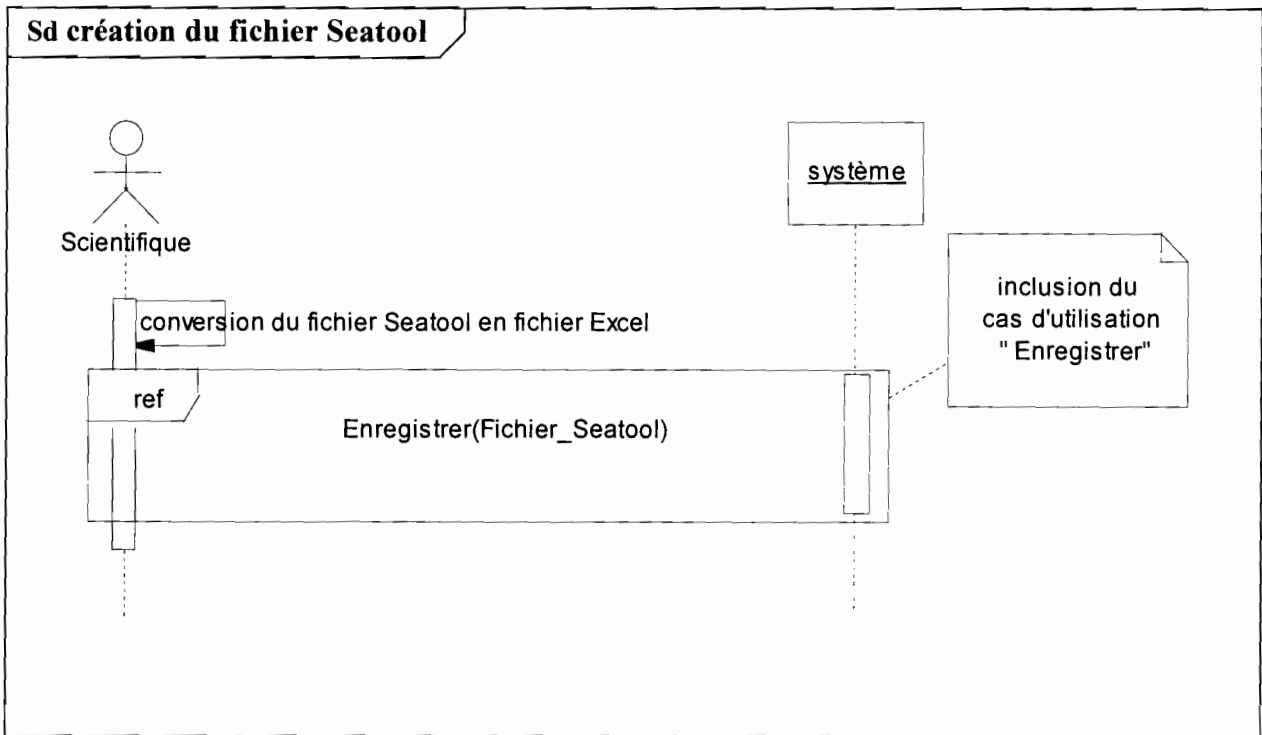 Sd création du fichier Seatool
système
Scientifique
inclusion du
cas d'utilisation
" Enregistrer"
conversion du fichier Seatool en fichier Excel
ref
Enregistrer(Fichier_Seatool)